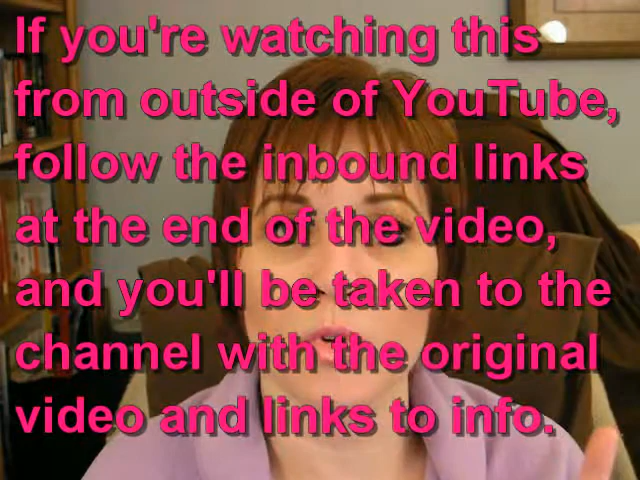 If you're watching this
from outside of YouTube,
follow the inbound links
at the end of the video,
and you'll be taken to the
channel with the original
video and links to info.